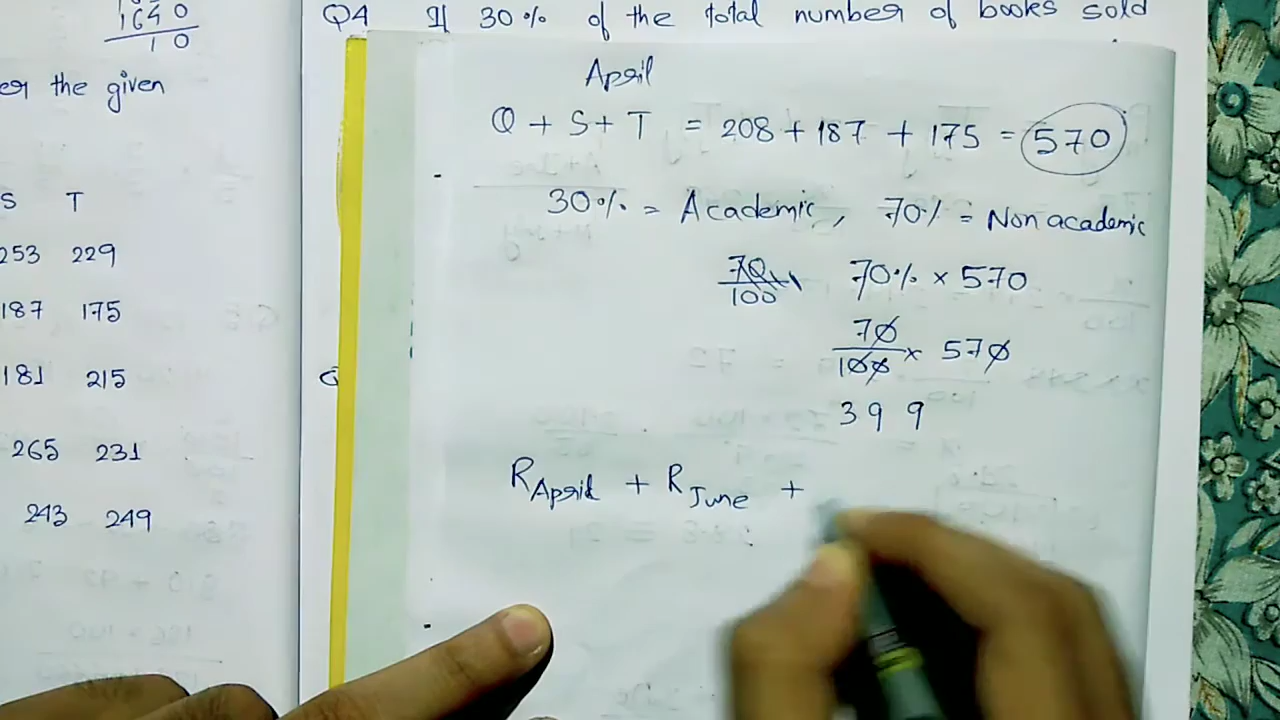 1640
10
er the given
S T
253 229
187 175
181 215
265 231
243 249
Q4 If 30% of the total number of books sold
April
Q + S + T = 208 + 187 + 175 = 570
30% = Academic, 70% = Non academic
70% × 570
70/100 × 570
399
R April + R June +